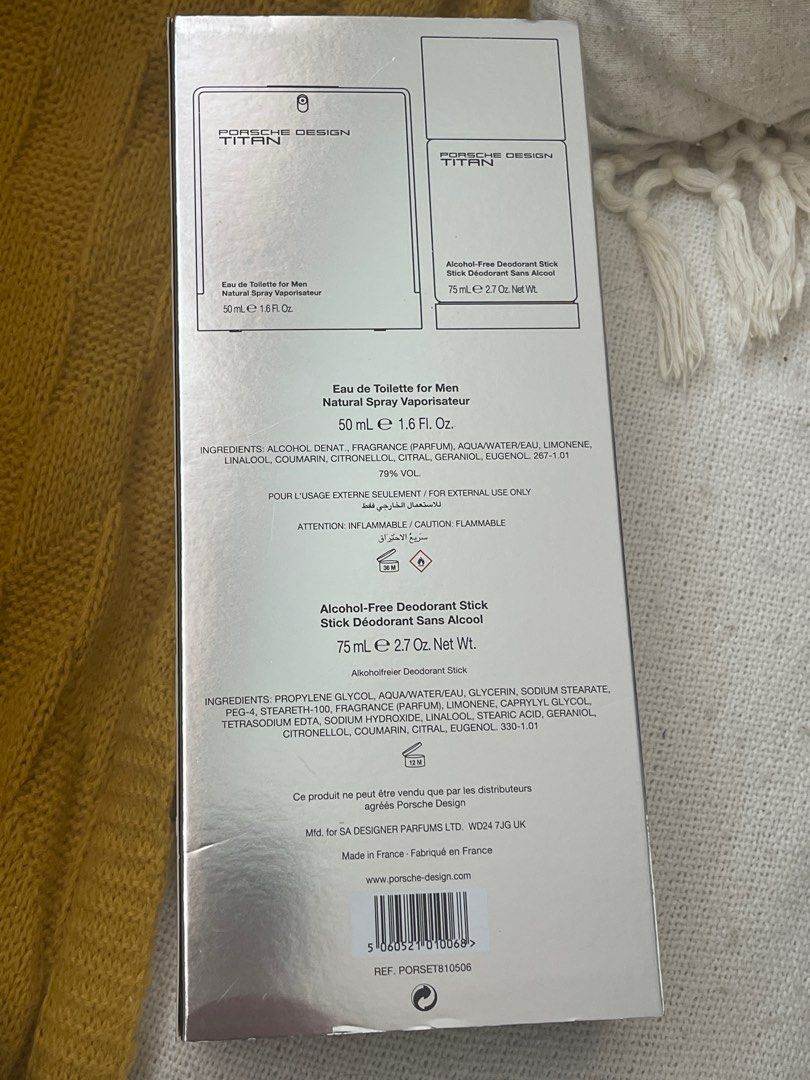 PORSCHE DESIGN
TITAN
Eau de Toilette for Men
Natural Spray Vaporisateur
50 mL ℮ 1.6 Fl. Oz.
PORSCHE DESIGN
TITAN
Alcohol-Free Deodorant Stick
Stick Déodorant Sans Alcool
75 mL ℮ 2.7 Oz. Net Wt.
Eau de Toilette for Men
Natural Spray Vaporisateur
50 mL ℮ 1.6 Fl. Oz.
INGREDIENTS: ALCOHOL DENAT., FRAGRANCE (PARFUM), AQUA/WATER/EAU, LIMONENE,
LINALOOL, COUMARIN, CITRONELLOL, CITRAL, GERANIOL, EUGENOL. 267-1.01
79% VOL.
POUR L'USAGE EXTERNE SEULEMENT / FOR EXTERNAL USE ONLY
للاستعمال الخارجي فقط
ATTENTION: INFLAMMABLE / CAUTION: FLAMMABLE
سَريعُ الاحتِراق
36 M
Alcohol-Free Deodorant Stick
Stick Déodorant Sans Alcool
75 mL ℮ 2.7 Oz. Net Wt.
Alkoholfreier Deodorant Stick
INGREDIENTS: PROPYLENE GLYCOL, AQUA/WATER/EAU, GLYCERIN, SODIUM STEARATE,
PEG-4, STEARETH-100, FRAGRANCE (PARFUM), LIMONENE, CAPRYLYL GLYCOL,
TETRASODIUM EDTA, SODIUM HYDROXIDE, LINALOOL, STEARIC ACID, GERANIOL,
CITRONELLOL, COUMARIN, CITRAL, EUGENOL. 330-1.01
12 M
Ce produit ne peut être vendu que par les distributeurs
agréés Porsche Design
Mfd. for SA DESIGNER PARFUMS LTD. WD24 7JG UK
Made in France · Fabriqué en France
www.porsche-design.com
5 060521 010068 >
REF. PORSET810506